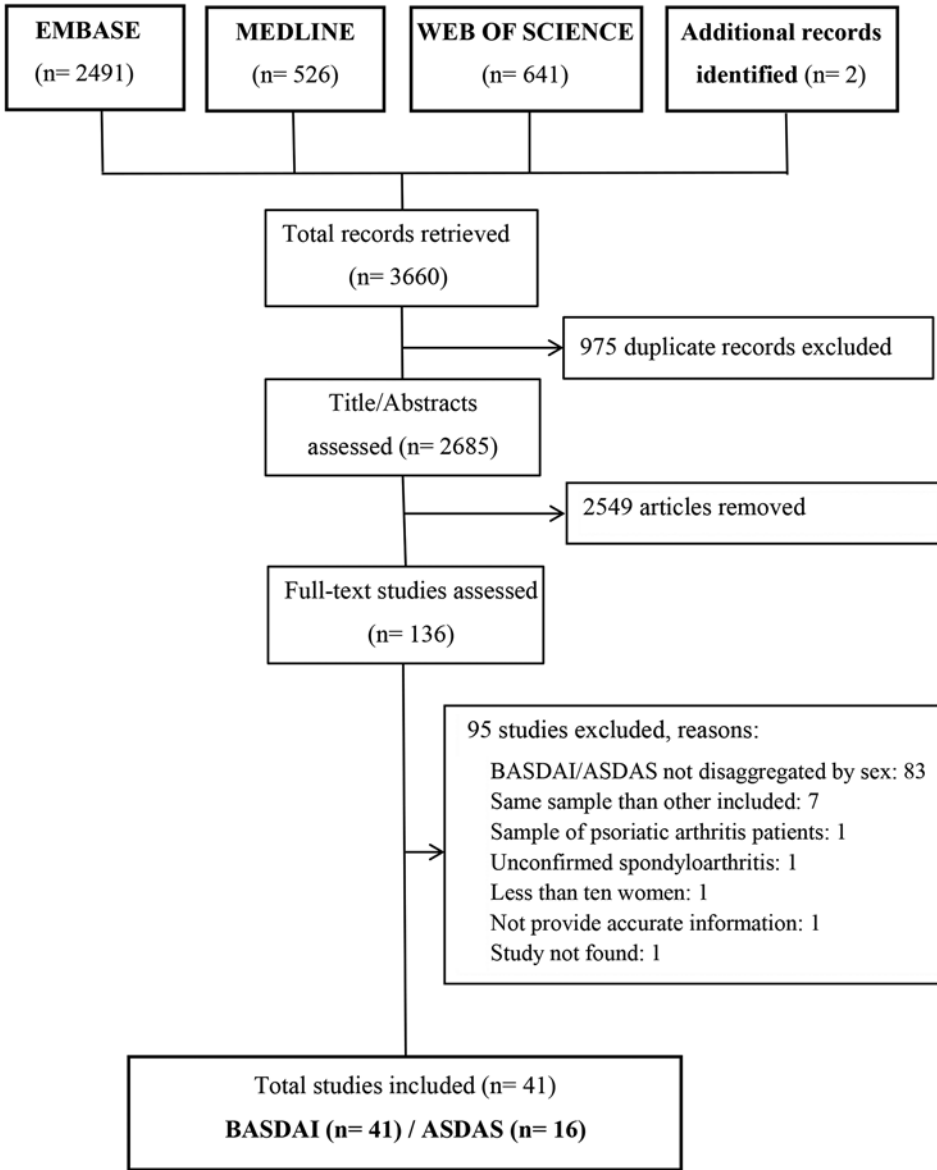 EMBASE
(n= 2491)
MEDLINE
(n= 526)
WEB OF SCIENCE
(n= 641)
Additional records
identified (n= 2)
Total records retrieved
(n= 3660)
975 duplicate records excluded
Title/Abstracts
assessed (n= 2685)
2549 articles removed
Full-text studies assessed
(n= 136)
95 studies excluded, reasons:
BASDAI/ASDAS not disaggregated by sex: 83
Same sample than other included: 7
Sample of psoriatic arthritis patients: 1
Unconfirmed spondyloarthritis: 1
Less than ten women: 1
Not provide accurate information: 1
Study not found: 1
Total studies included (n= 41)
BASDAI (n= 41) / ASDAS (n= 16)